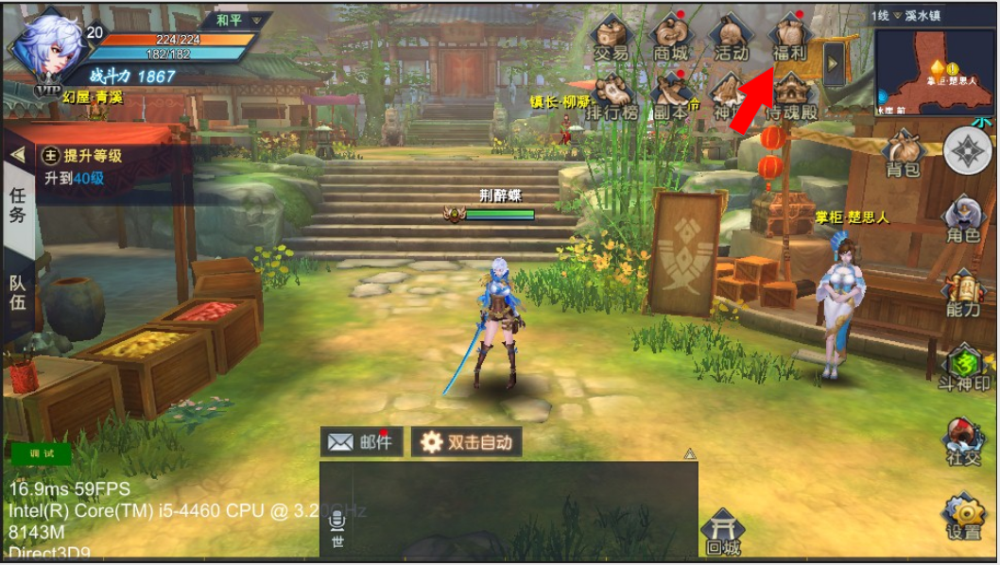 20
和平
224/224
182/182
战斗力 1867
VIP
幻屋·青溪
交易
商城
活动
福利
1线 溪水镇
掌柜·楚思人
镇长·柳凝
排行榜
副本
侍魂殿
背包
任务
主 提升等级
升到40级
队伍
荆醉蝶
掌柜 楚思人
角色
能力
斗神印
社交
设置
邮件
双击自动
调试
16.9ms 59FPS
Intel(R) Core(TM) i5-4460 CPU @ 3.20GHz
8143M
Direct3D9
世
回城